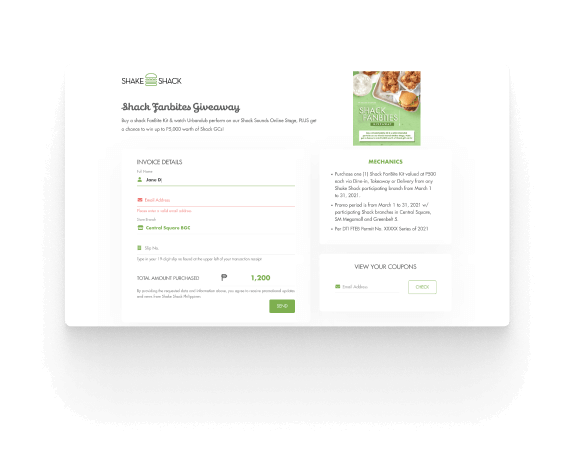 SHAKE SHACK
Shack Fanbites Giveaway
Buy a shack FanBite Kit & watch Urbandub perform on our Shack Sounds Online Stage, PLUS get
a chance to win up to P5,000 worth of Shack GCs!
SHACK
FANBITES
INVOICE DETAILS
Full Name
Jane D.
Email Address
Please enter a valid email address
Store Branch
Central Square BGC
Slip No.
Type in your 19 digit slip no found at the upper left of your transaction receipt
TOTAL AMOUNT PURCHASED ₱ 1,200
By providing the requested data and information above, you agree to receive promotional updates
and news from Shake Shack Philippines
SEND
MECHANICS
• Purchase one (1) Shack FanBite Kit valued at P500
each via Dine-in, Takeaway or Delivery from any
Shake Shack participating branch from March 1
to 31, 2021.
• Promo period is from March 1 to 31, 2021 w/
participating Shack branches in Central Square,
SM Megamall and Greenbelt 5.
• Per DTI FTEB Permit No. XXXXX Series of 2021
VIEW YOUR COUPONS
Email Address
CHECK